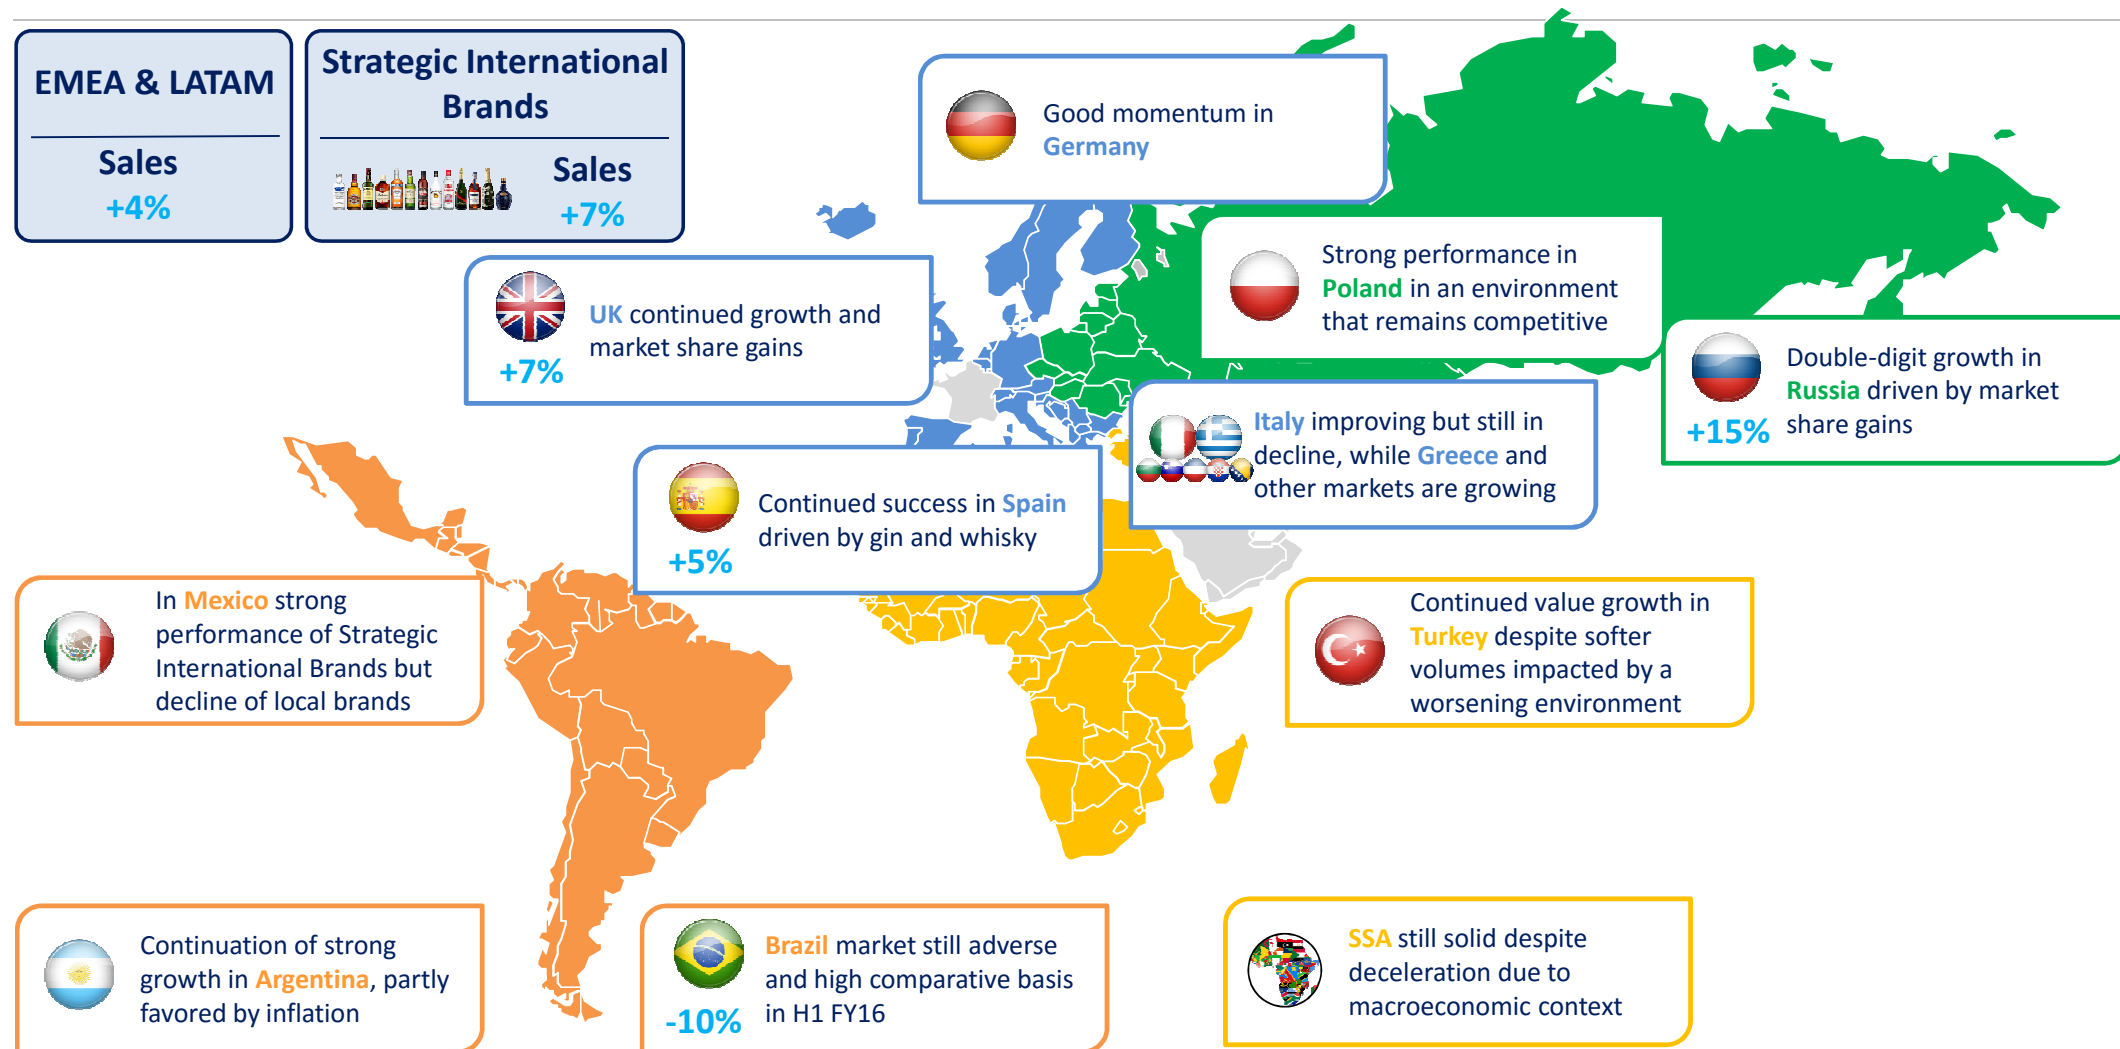 EMEA & LATAM
Sales
+4%
Strategic International
Brands
Sales
+7%
Good momentum in
Germany
UK continued growth and
market share gains
+7%
Strong performance in
Poland in an environment
that remains competitive
Double-digit growth in
Russia driven by market
share gains
+15%
Italy improving but still in
decline, while Greece and
other markets are growing
Continued success in Spain
driven by gin and whisky
+5%
In Mexico strong
performance of Strategic
International Brands but
decline of local brands
Continued value growth in
Turkey despite softer
volumes impacted by a
worsening environment
Continuation of strong
growth in Argentina, partly
favored by inflation
Brazil market still adverse
and high comparative basis
in H1 FY16
-10%
SSA still solid despite
deceleration due to
macroeconomic context